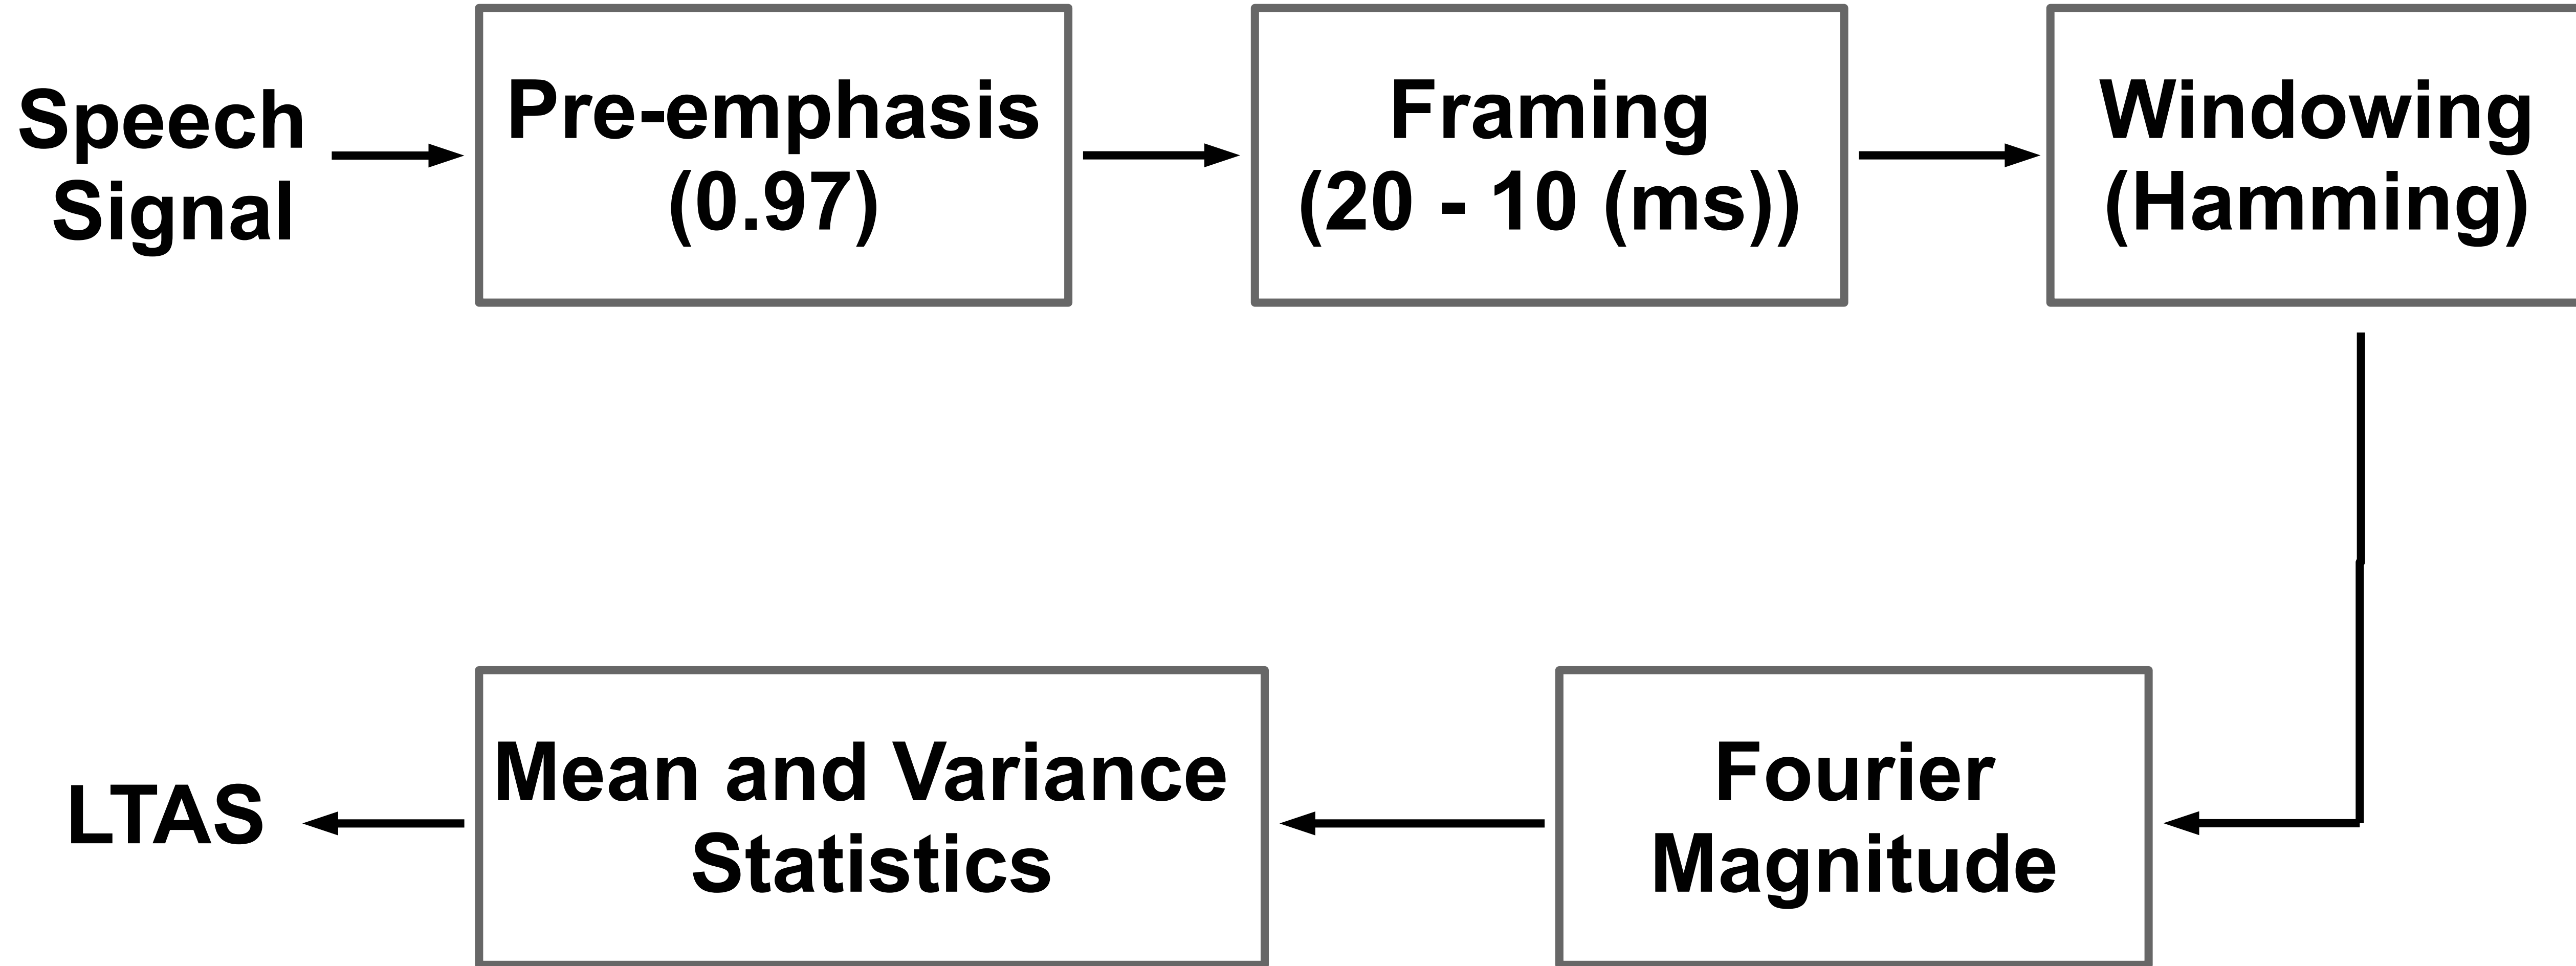 Speech
Signal
Pre-emphasis
(0.97)
Framing
(20 - 10 (ms))
Windowing
(Hamming)
Fourier
Magnitude
Mean and Variance
Statistics
LTAS